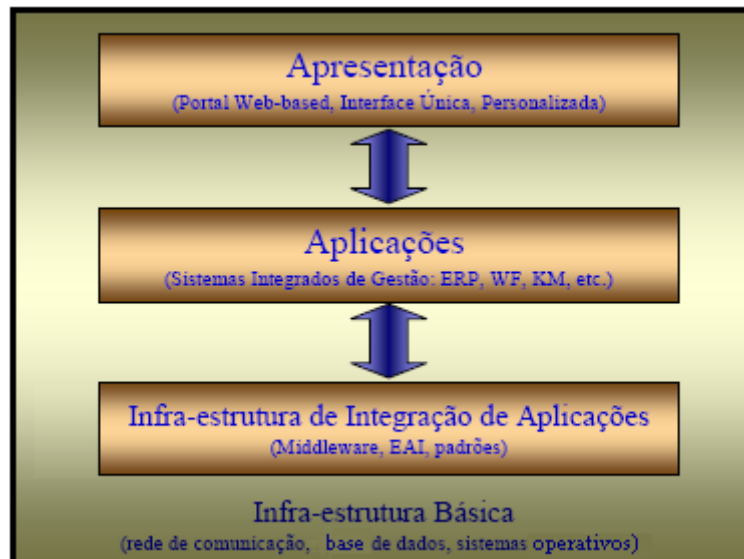 Apresentação
(Portal Web-based, Interface Única, Personalizada)
Aplicações
(Sistemas Integrados de Gestão: ERP, WF, KM, etc.)
Infra-estrutura de Integração de Aplicações
(Middleware, EAI, padrões)
Infra-estrutura Básica
(rede de comunicação, base de dados, sistemas operativos)